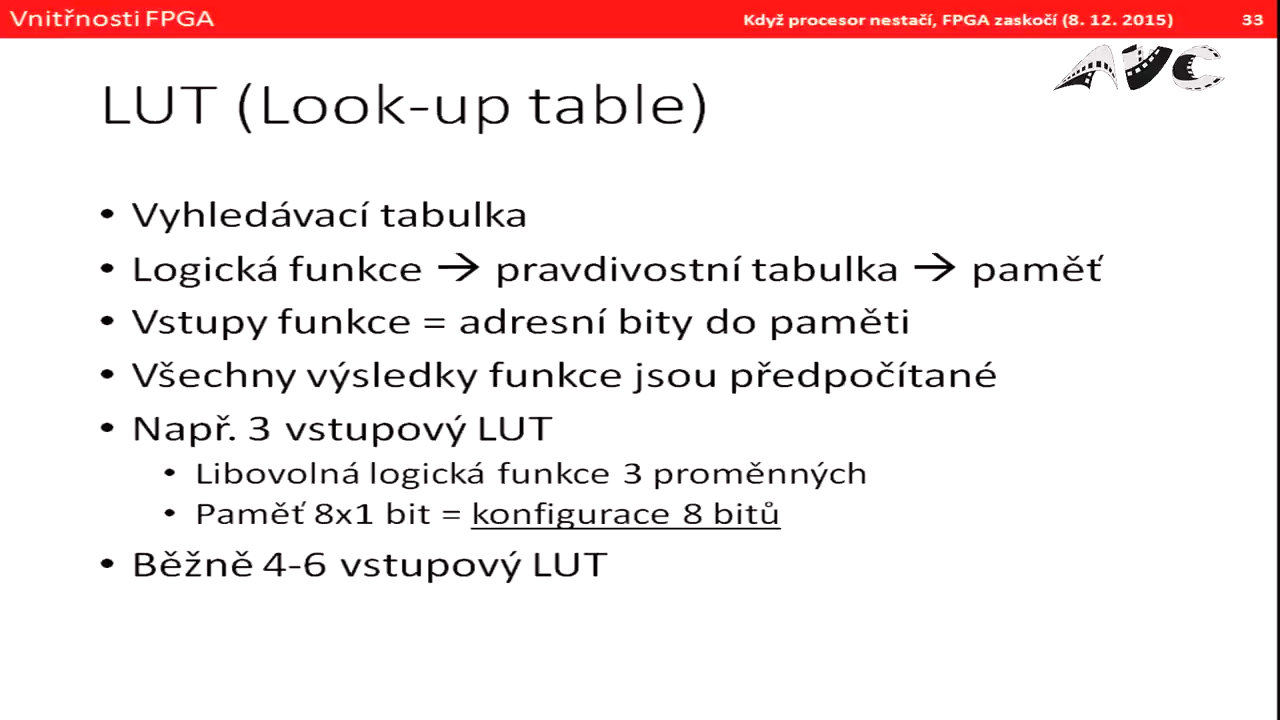 Vnitřnosti FPGA
Když procesor nestačí, FPGA zaskočí (8. 12. 2015) 33
AVC
LUT (Look-up table)
• Vyhledávací tabulka
• Logická funkce → pravdivostní tabulka → paměť
• Vstupy funkce = adresní bity do paměti
• Všechny výsledky funkce jsou předpočítané
• Např. 3 vstupový LUT
• Libovolná logická funkce 3 proměnných
• Paměť 8x1 bit = konfigurace 8 bitů
• Běžně 4-6 vstupový LUT